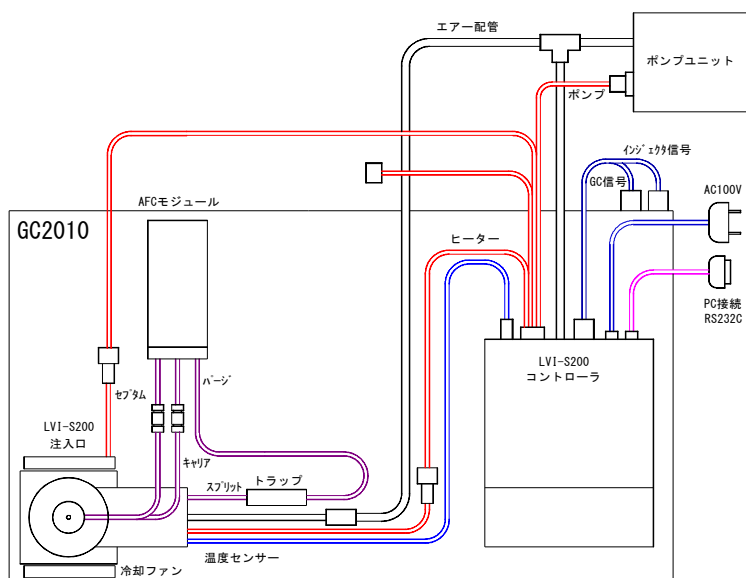 エアー配管
ポンプユニット
ポンプ
ｲﾝｼﾞｪｸﾀ信号
GC信号
AC100V
AFCモジュール
GC2010
ヒーター
PC接続
RS232C
LVI-S200
コントローラ
ｾﾌﾟﾀﾑ
ﾊﾟｰｼﾞ
LVI-S200
注入口
ｷｬﾘｱ
ｽﾌﾟﾘｯﾄ
トラップ
温度センサー
冷却ファン